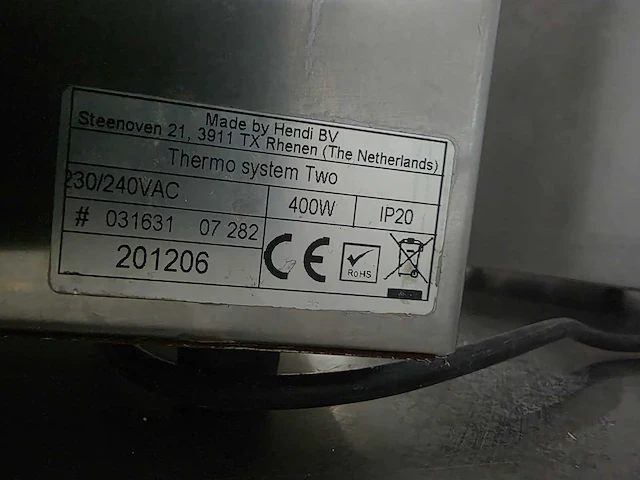 Made by Hendi BV
Steenoven 21, 3911 TX Rhenen (The Netherlands)
Thermo system Two
230/240VAC 400W IP20
# 031631 07 282
201206
CE
RoHS